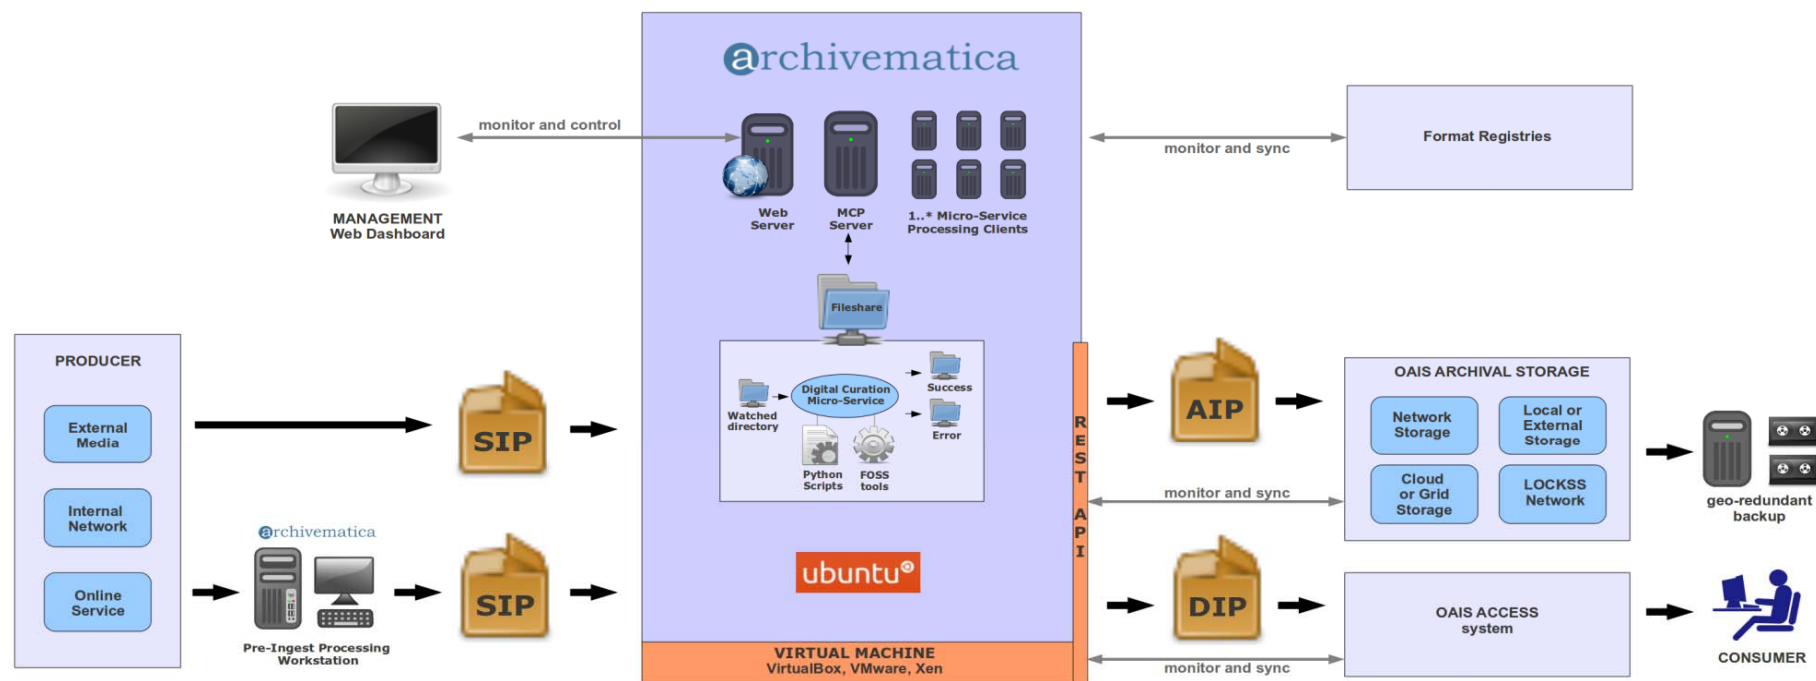 archivematica
monitor and control
monitor and sync
Format Registries
MANAGEMENT
Web Dashboard
Web
Server
MCP
Server
1..* Micro-Service
Processing Clients
Fileshare
PRODUCER
External
Media
Internal
Network
Online
Service
SIP
archivematica
Pre-Ingest Processing
Workstation
SIP
Watched
directory
Digital Curation
Micro-Service
Success
Error
Python
Scripts
FOSS
tools
ubuntu
VIRTUAL MACHINE
VirtualBox, VMware, Xen
REST API
AIP
OAIS ARCHIVAL STORAGE
Network
Storage
Local or
External
Storage
Cloud
or Grid
Storage
LOCKSS
Network
monitor and sync
geo-redundant
backup
DIP
OAIS ACCESS
system
monitor and sync
CONSUMER